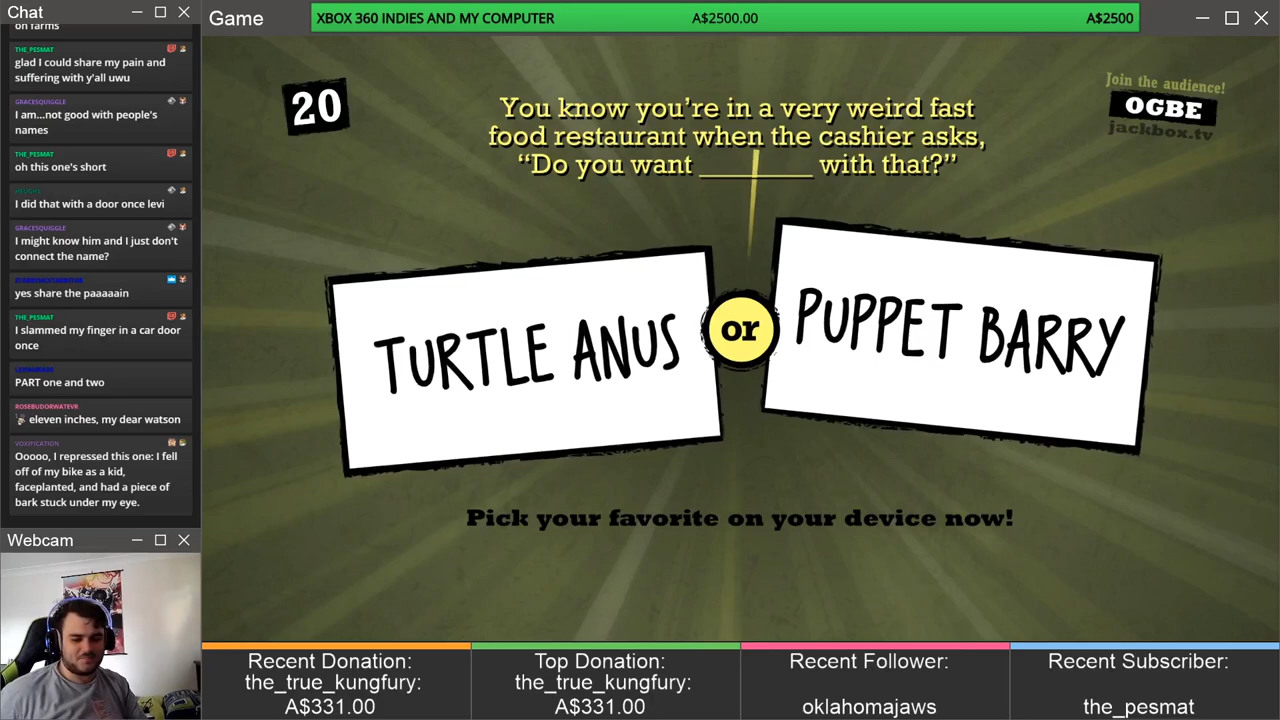 Chat
on farms
THE_PESMAT
glad I could share my pain and
suffering with y'all uwu
GRACESQUIGGLE
I am...not good with people's
names
THE_PESMAT
oh this one's short
I did that with a door once levi
GRACESQUIGGLE
I might know him and I just don't
connect the name?
yes share the paaaaain
THE_PESMAT
I slammed my finger in a car door
once
PART one and two
ROSEBUDORWATEVR
eleven inches, my dear watson
VOXIFICATION
Ooooo, I repressed this one: I fell
off of my bike as a kid,
faceplanted, and had a piece of
bark stuck under my eye.
Webcam
Game
XBOX 360 INDIES AND MY COMPUTER
A$2500.00
A$2500
20
You know you're in a very weird fast
food restaurant when the cashier asks,
“Do you want ________ with that?”
Join the audience!
OGBE
jackbox.tv
TURTLE ANUS
or
PUPPET BARRY
Pick your favorite on your device now!
Recent Donation:
the_true_kungfury:
A$331.00
Top Donation:
the_true_kungfury:
A$331.00
Recent Follower:
oklahomajaws
Recent Subscriber:
the_pesmat